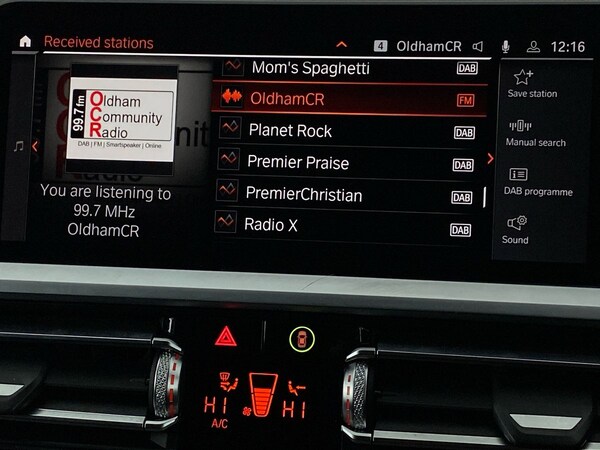 Received stations
4 OldhamCR
12:16
99.7 fm
Oldham
Community
Radio
DAB | FM | Smartspeaker | Online
You are listening to
99.7 MHz
OldhamCR
Mom's Spaghetti DAB
OldhamCR FM
Planet Rock DAB
Premier Praise DAB
PremierChristian DAB
Radio X DAB
Save station
Manual search
DAB programme
Sound
HI
HI
A/C